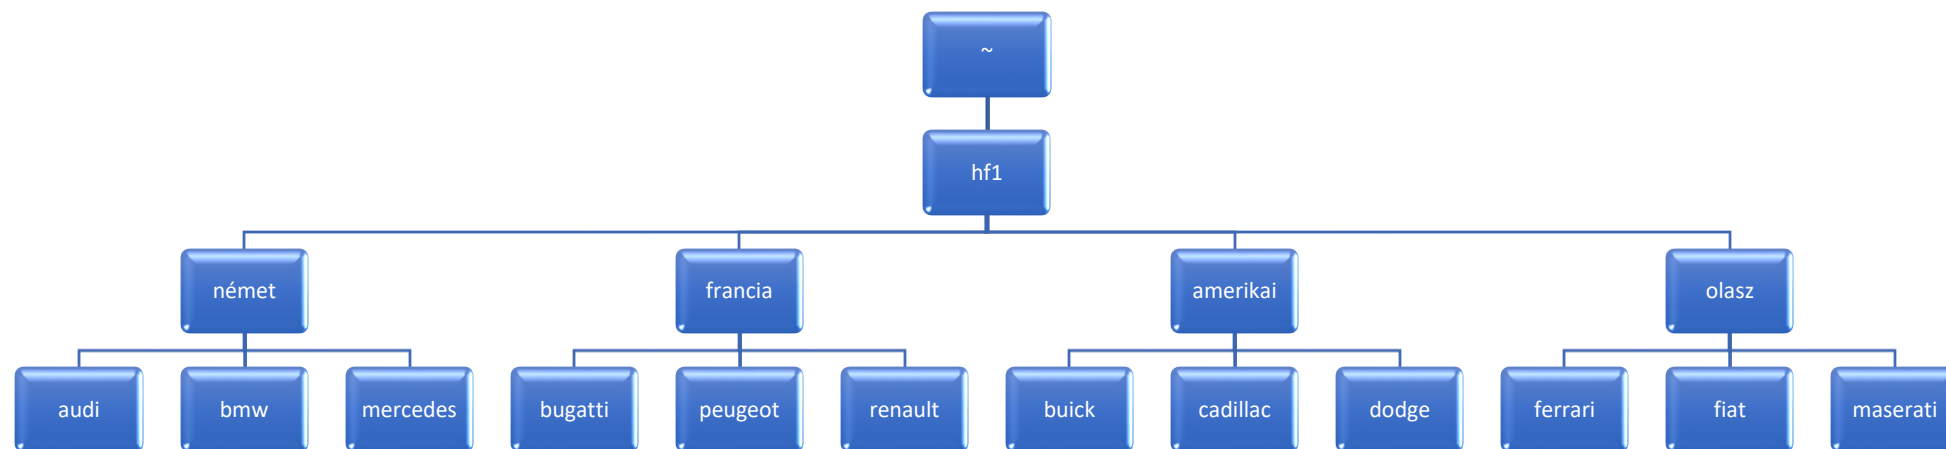 ~
hf1
német
francia
amerikai
olasz
audi
bmw
mercedes
bugatti
peugeot
renault
buick
cadillac
dodge
ferrari
fiat
maserati